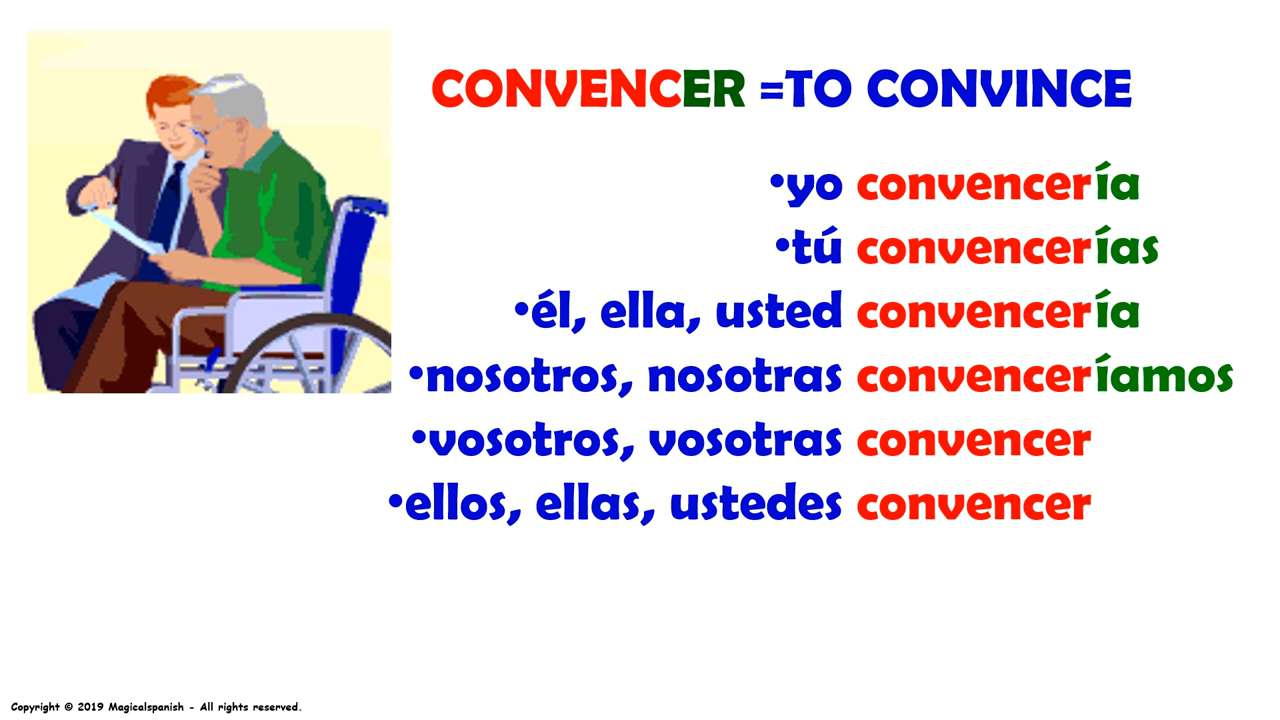 CONVENCER =TO CONVINCE
•yo convencería
•tú convencerías
•él, ella, usted convencería
•nosotros, nosotras convenceríamos
•vosotros, vosotras convencer
•ellos, ellas, ustedes convencer
Copyright © 2019 Magicalspanish - All rights reserved.